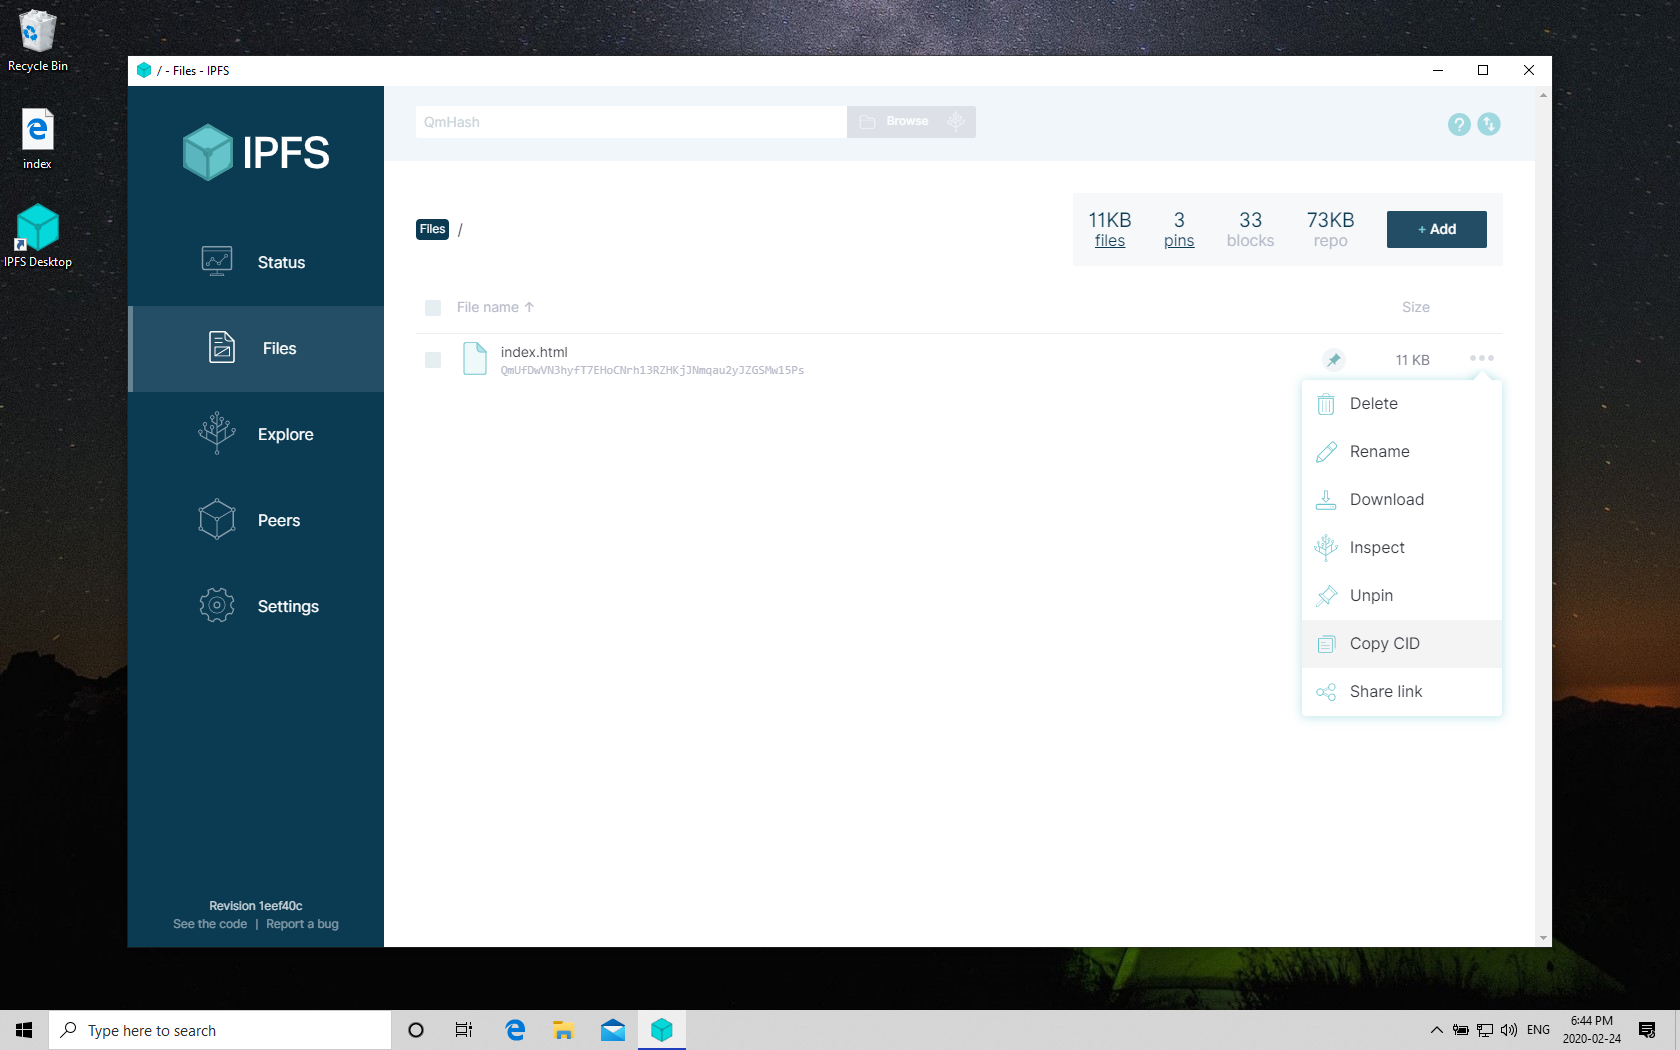 Recycle Bin
index
IPFS Desktop
/ - Files - IPFS
IPFS
Status
Files
Explore
Peers
Settings
Revision 1eef40c
See the code | Report a bug
QmHash
Browse
?
Files /
11KB files
3 pins
33 blocks
73KB repo
+ Add
File name ↑ Size
index.html
QmUfDwVN3hyfT7EHoCNrh13RZHKjJNmqau2yJZGSMw15Ps
11 KB
Delete
Rename
Download
Inspect
Unpin
Copy CID
Share link
Type here to search
ENG
6:44 PM
2020-02-24